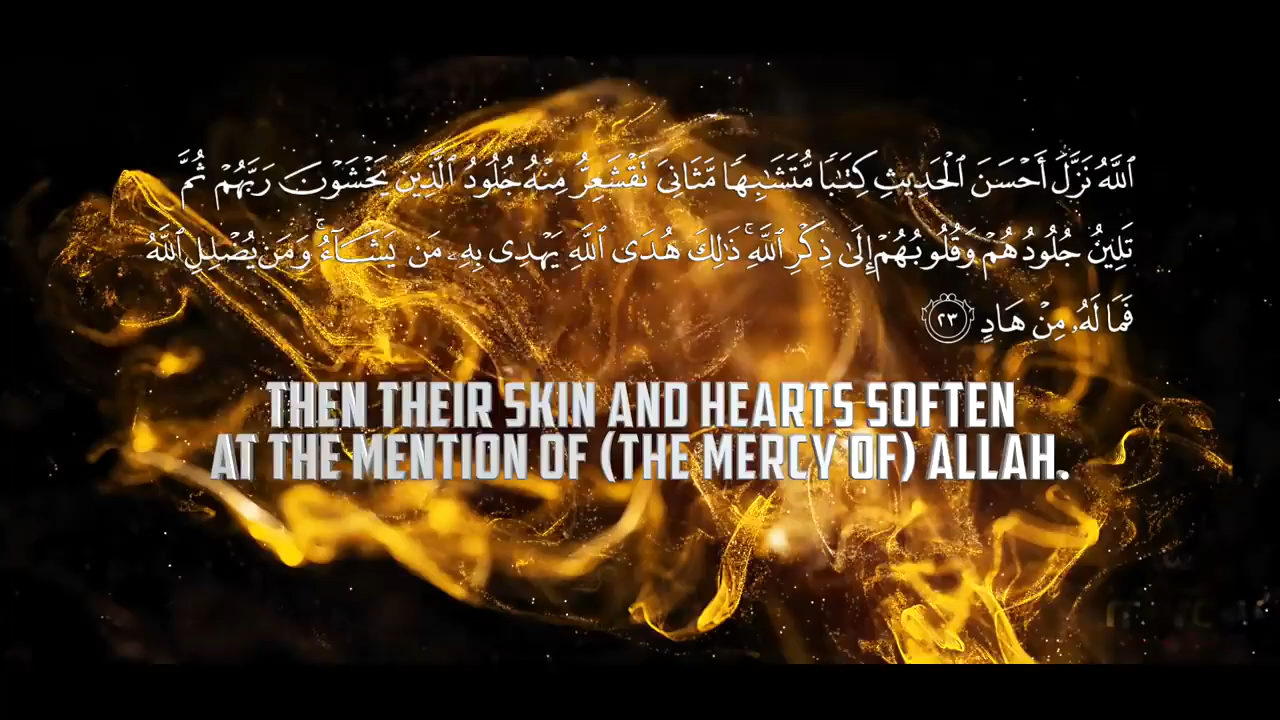 ٱللَّهُ نَزَّلَ أَحْسَنَ ٱلْحَدِيثِ كِتَـٰبًا مُّتَشَـٰبِهًا مَّثَانِىَ تَقْشَعِرُّ مِنْهُ جُلُودُ ٱلَّذِينَ يَخْشَوْنَ رَبَّهُمْ ثُمَّ
تَلِينُ جُلُودُهُمْ وَقُلُوبُهُمْ إِلَىٰ ذِكْرِ ٱللَّهِ ۚ ذَٰلِكَ هُدَى ٱللَّهِ يَهْدِى بِهِۦ مَن يَشَآءُ ۚ وَمَن يُضْلِلِ ٱللَّهُ
فَمَا لَهُۥ مِنْ هَادٍ ٢٣
THEN THEIR SKIN AND HEARTS SOFTEN
AT THE MENTION OF (THE MERCY OF) ALLAH.